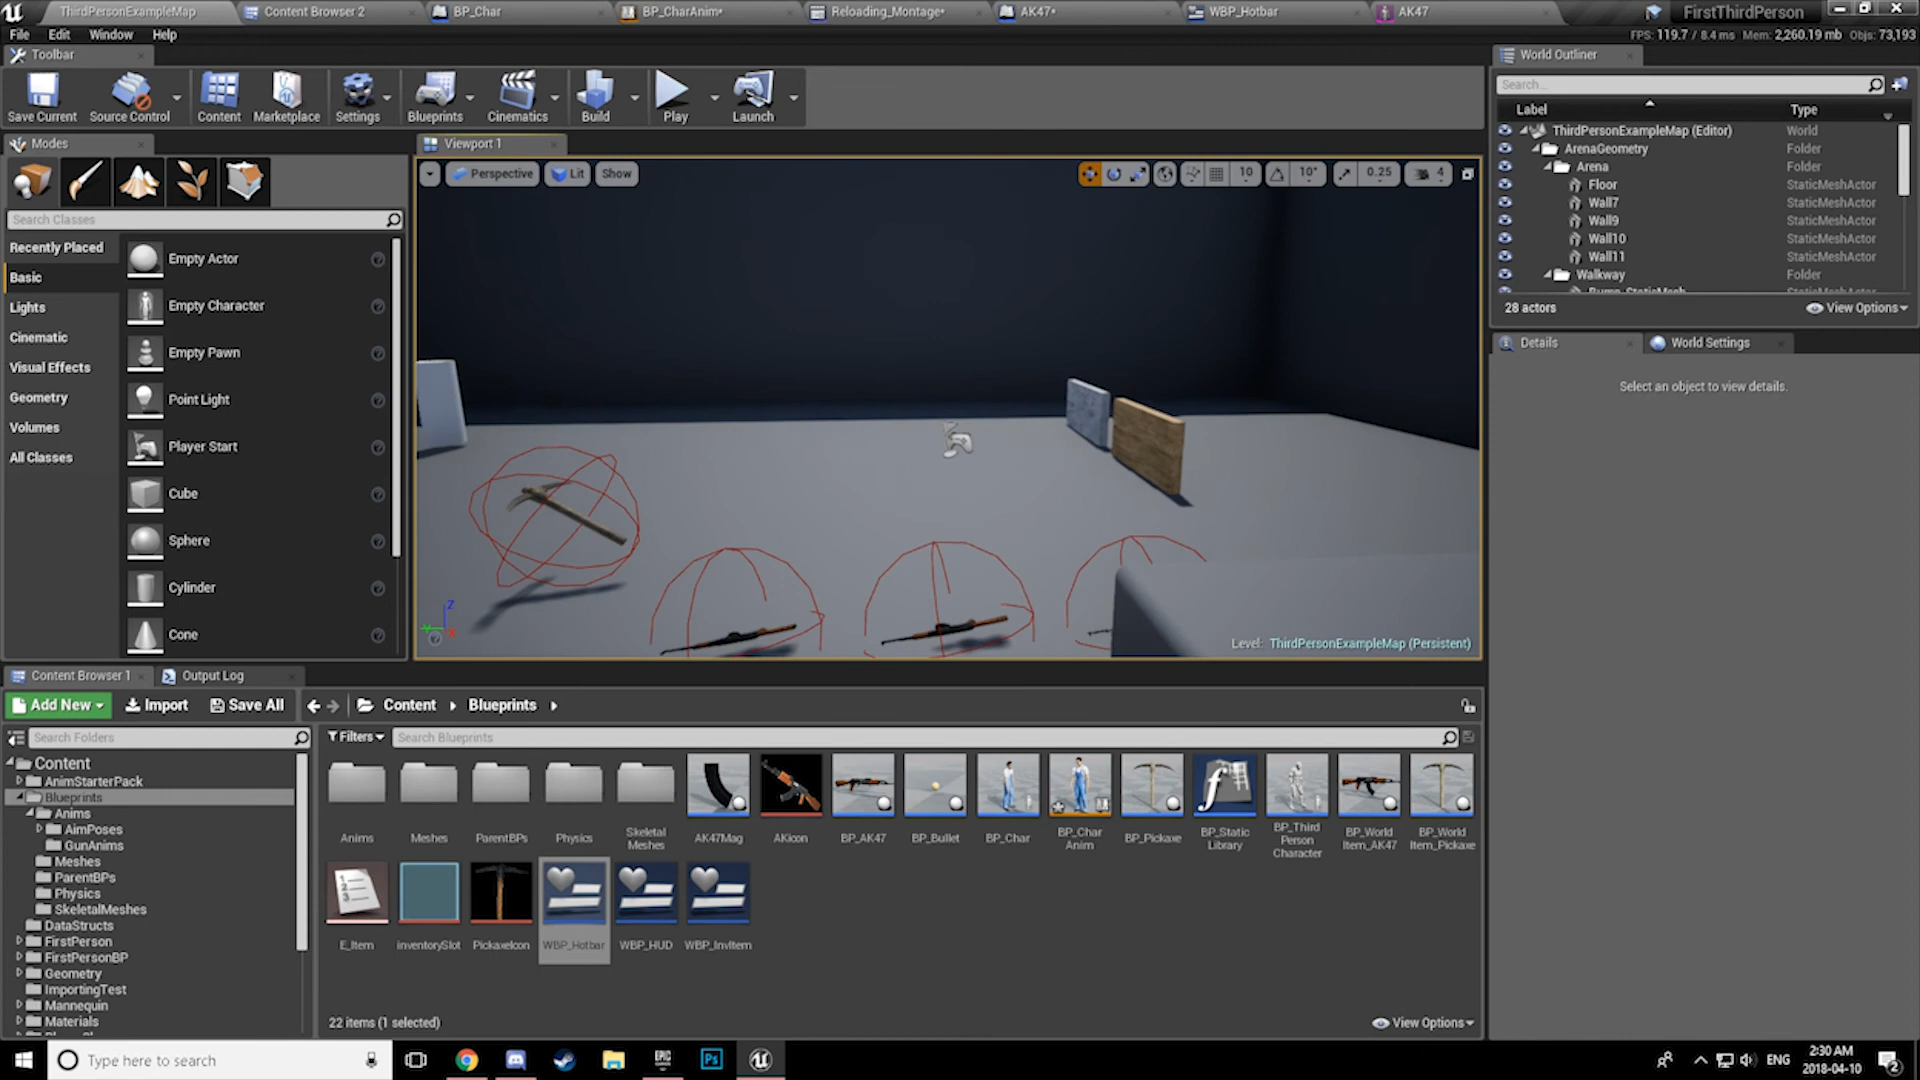 ThirdPersonExampleMap
Content Browser 2
BP_Char
BP_CharAnim*
Reloading_Montage*
AK47*
WBP_Hotbar
AK47
FirstThirdPerson
File Edit Window Help
FPS: 119.7 / 8.4 ms Mem: 2,260.19 mb Objs: 73,193
Toolbar
Save Current
Source Control
Content
Marketplace
Settings
Blueprints
Cinematics
Build
Play
Launch
Modes
Search Classes
Recently Placed
Basic
Lights
Cinematic
Visual Effects
Geometry
Volumes
All Classes
Empty Actor
Empty Character
Empty Pawn
Point Light
Player Start
Cube
Sphere
Cylinder
Cone
Viewport 1
Perspective
Lit
Show
10
10°
0.25
4
Z
Level: ThirdPersonExampleMap (Persistent)
World Outliner
Search...
Label Type
ThirdPersonExampleMap (Editor) World
ArenaGeometry Folder
Arena Folder
Floor StaticMeshActor
Wall7 StaticMeshActor
Wall9 StaticMeshActor
Wall10 StaticMeshActor
Wall11 StaticMeshActor
Walkway Folder
28 actors
View Options
Details
World Settings
Select an object to view details.
Content Browser 1
Output Log
Add New
Import
Save All
Content
Blueprints
Search Folders
Filters
Search Blueprints
Content
AnimStarterPack
Blueprints
Anims
AimPoses
GunAnims
Meshes
ParentBPs
Physics
SkeletalMeshes
DataStructs
FirstPerson
FirstPersonBP
Geometry
ImportingTest
Mannequin
Materials
Anims
Meshes
ParentBPs
Physics
Skeletal Meshes
AK47Mag
AKicon
BP_AK47
BP_Bullet
BP_Char
BP_Char Anim
BP_Pickaxe
BP_Static Library
BP_Third Person Character
BP_World Item_AK47
BP_World Item_Pickaxe
E_Item
inventorySlot
PickaxeIcon
WBP_Hotbar
WBP_HUD
WBP_InvItem
22 items (1 selected)
View Options
Type here to search
EPIC
Ps
ENG
2:30 AM
2018-04-10
2